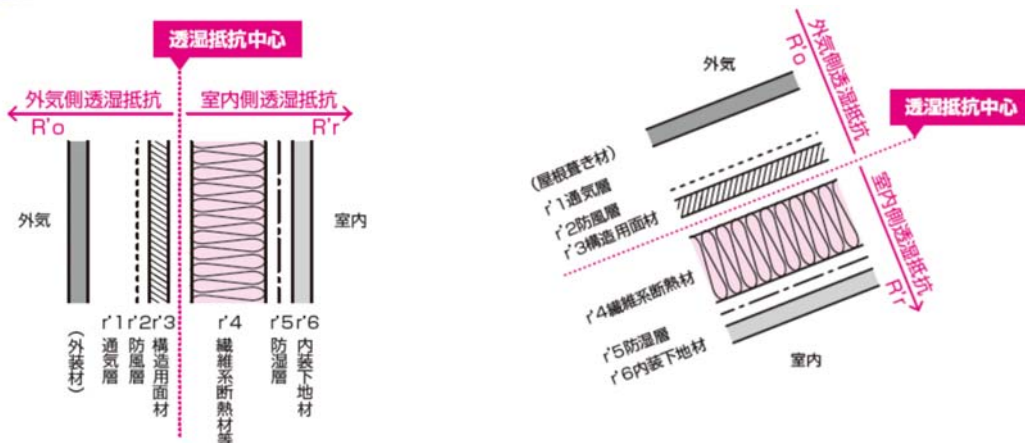 透湿抵抗中心
外気側透湿抵抗
室内側透湿抵抗
R'o
R'r
外気
室内
r'1 r'2 r'3
r'4
r'5 r'6
(外装材)
通気層
防風層
構造用面材
繊維系断熱材等
防湿層
内装下地材
外気
外気側透湿抵抗
R'o
透湿抵抗中心
(屋根葺き材)
r'1通気層
r'2防風層
r'3構造用面材
r'4繊維系断熱材
r'5防湿層
r'6内装下地材
室内側透湿抵抗
R'r
室内